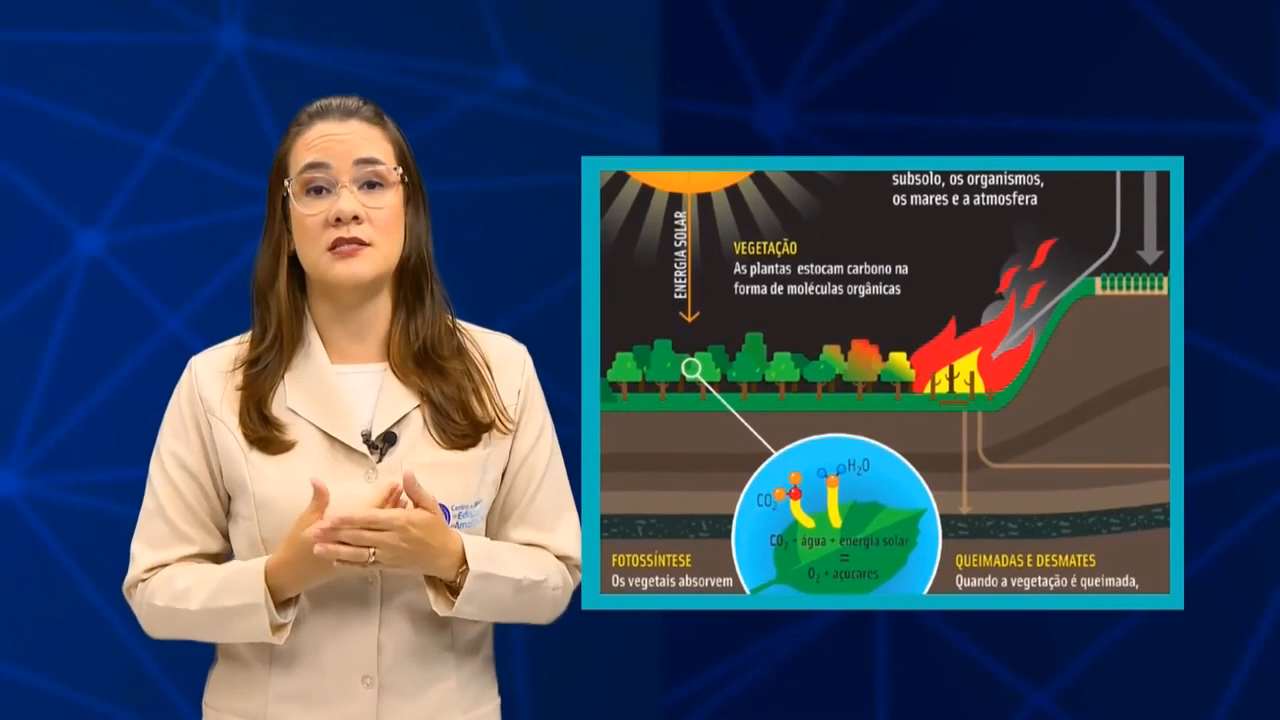 subsolo, os organismos,
os mares e a atmosfera
ENERGIA SOLAR
VEGETAÇÃO
As plantas estocam carbono na
forma de moléculas orgânicas
H₂O
CO₂
CO₂ + água + energia solar
=
O₂ + açúcares
FOTOSSÍNTESE
Os vegetais absorvem
QUEIMADAS E DESMATES
Quando a vegetação é queimada,